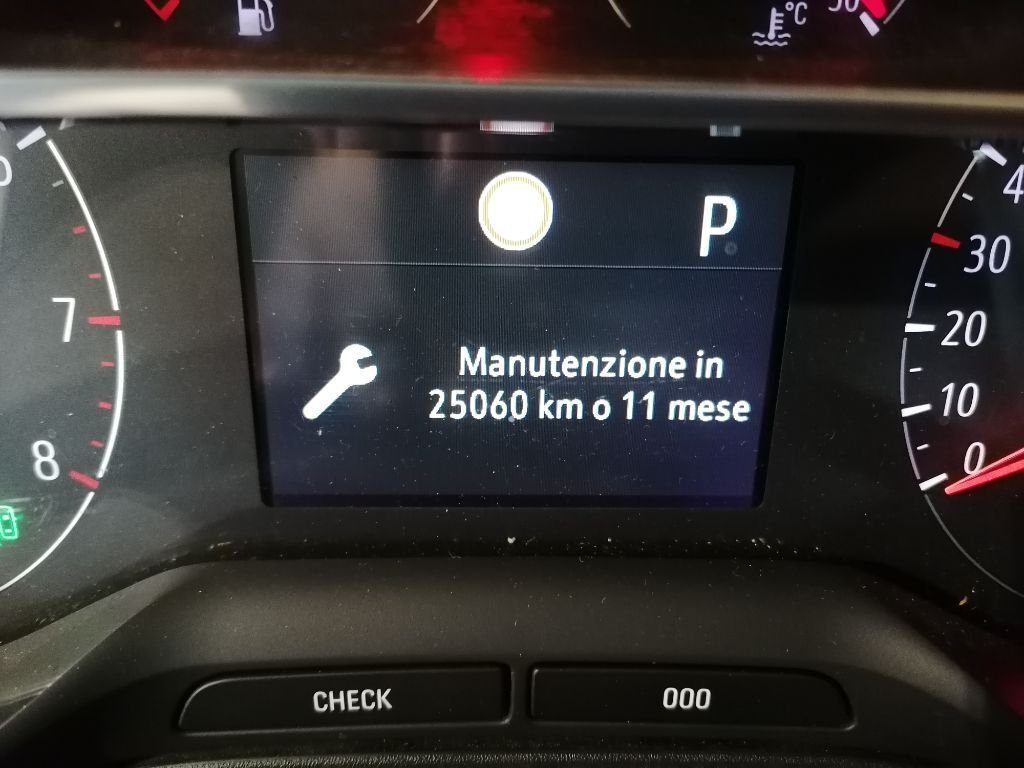 °C
P
Manutenzione in
25060 km o 11 mese
7
8
30
20
10
0
CHECK
000